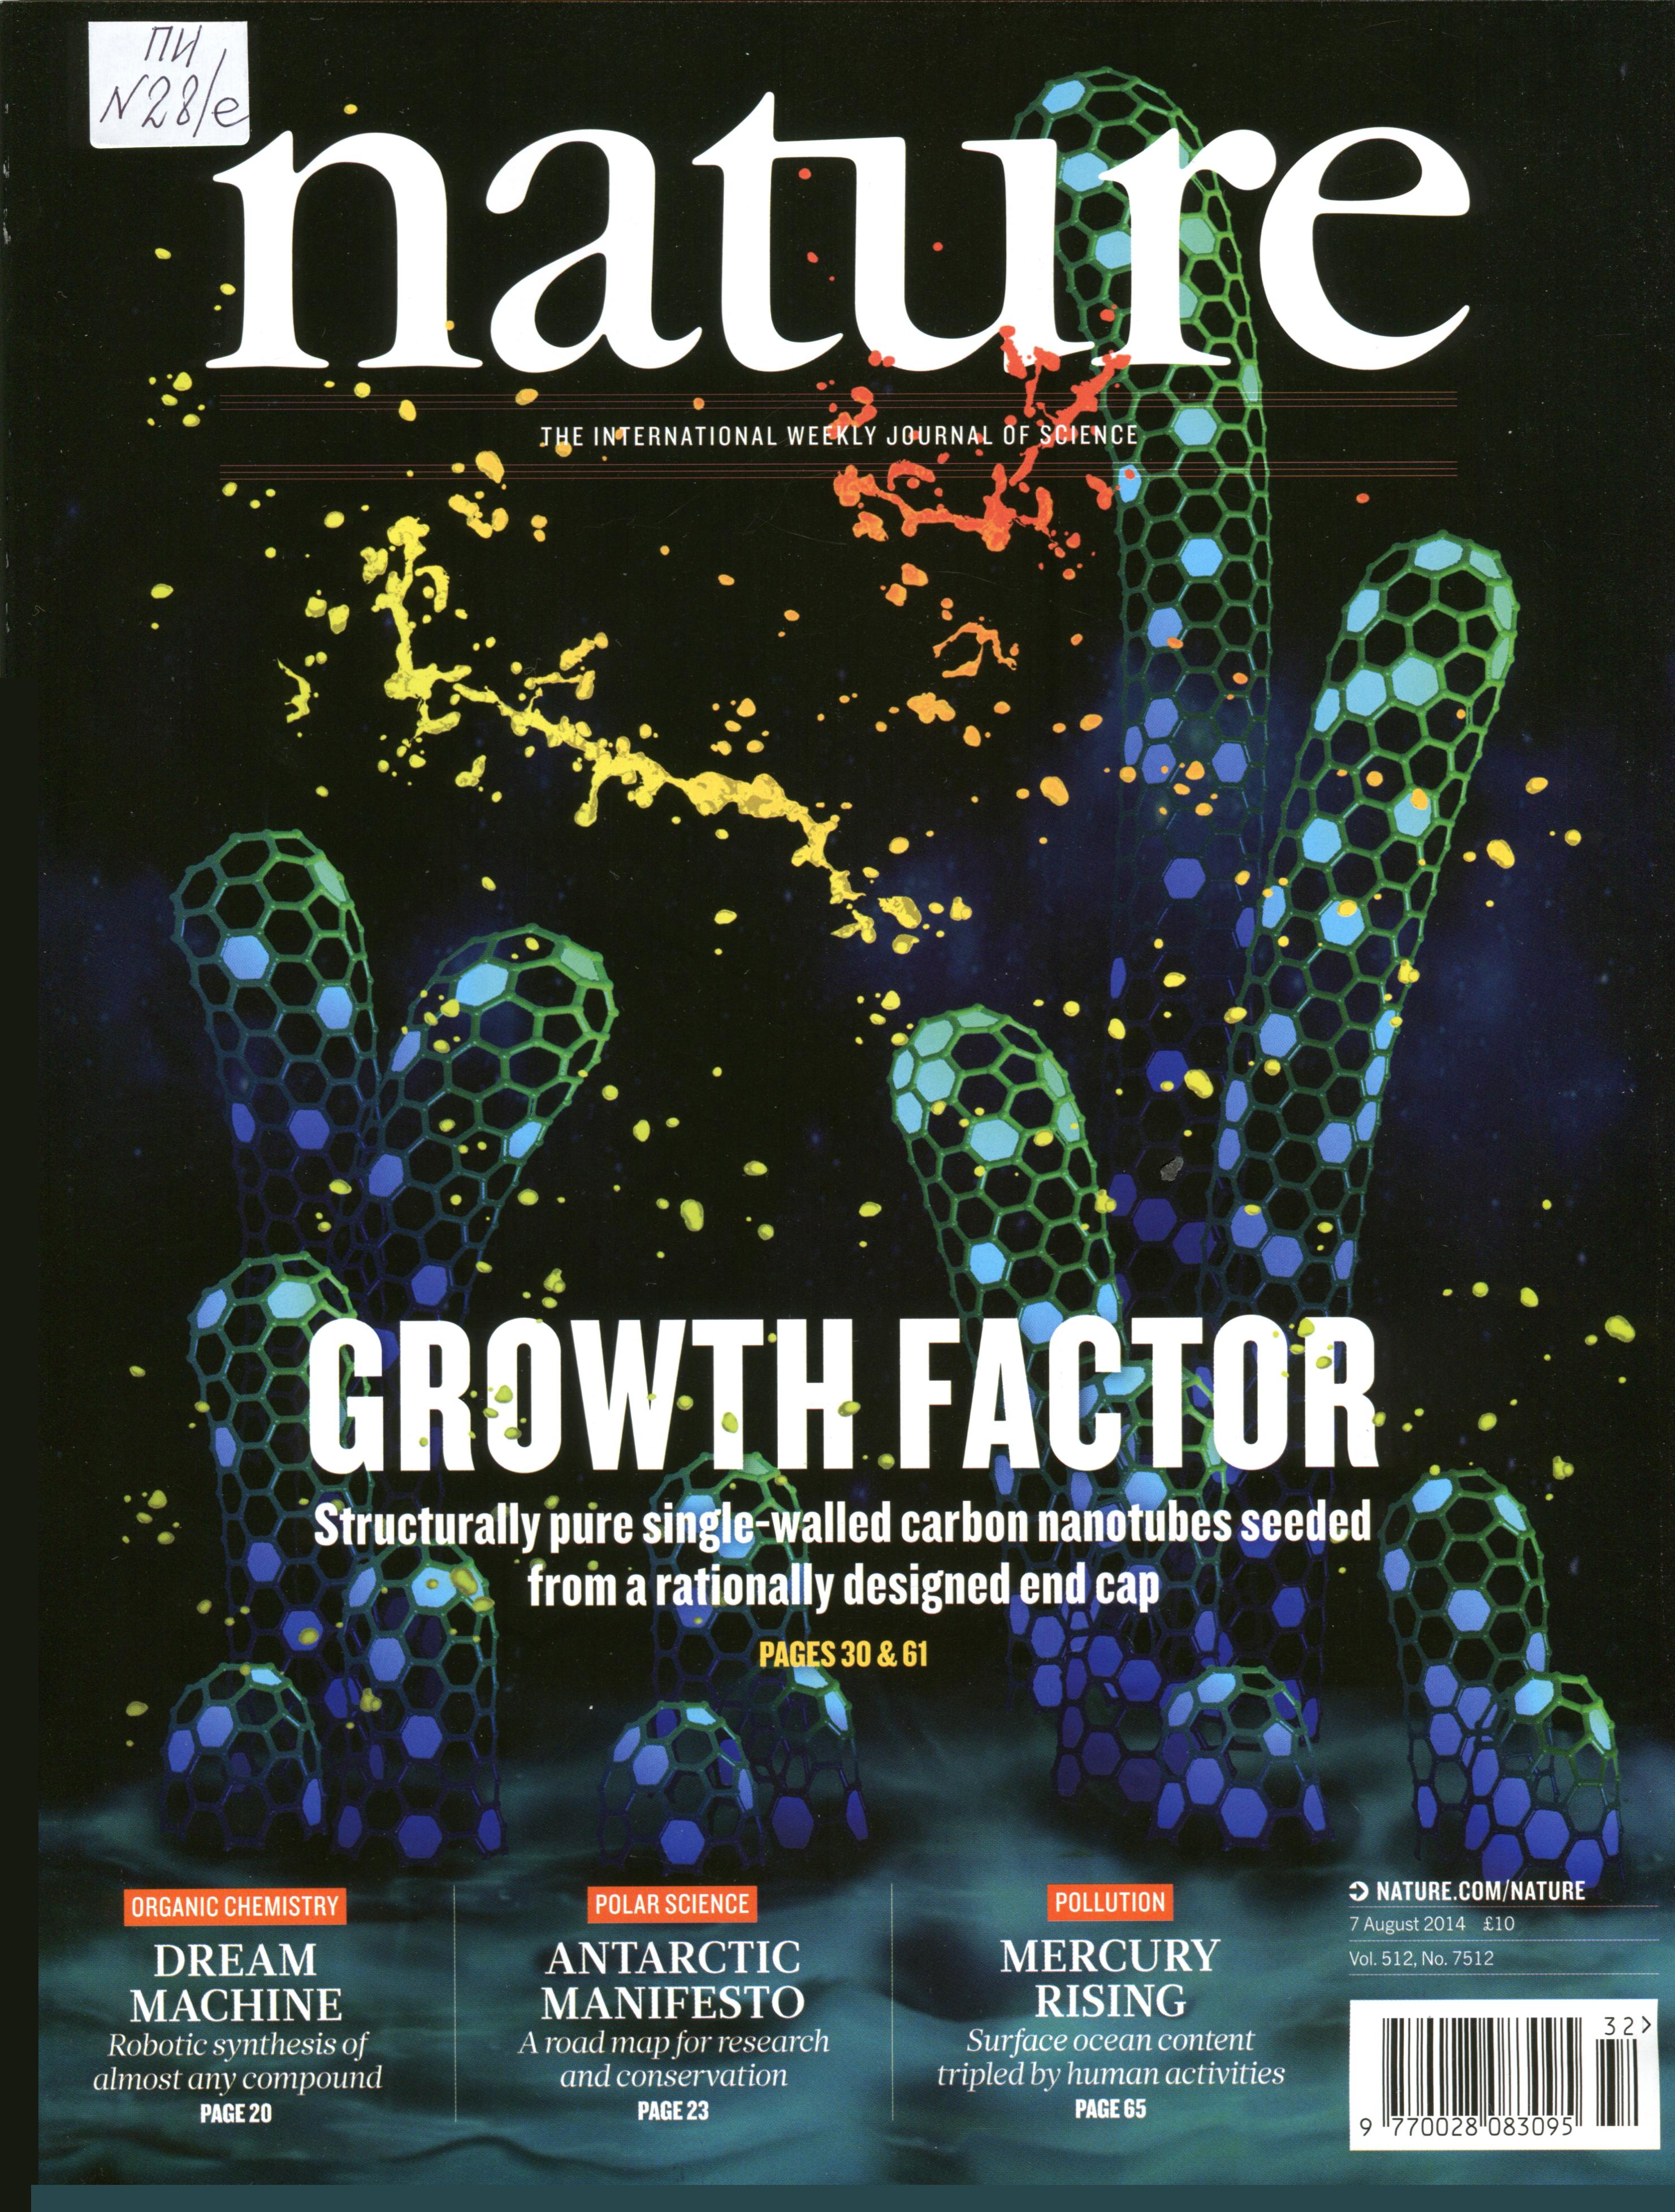 ПИ
N28/e
nature
THE INTERNATIONAL WEEKLY JOURNAL OF SCIENCE
GROWTH FACTOR
Structurally pure single-walled carbon nanotubes seeded
from a rationally designed end cap
PAGES 30 & 61
ORGANIC CHEMISTRY
DREAM
MACHINE
Robotic synthesis of
almost any compound
PAGE 20
POLAR SCIENCE
ANTARCTIC
MANIFESTO
A road map for research
and conservation
PAGE 23
POLLUTION
MERCURY
RISING
Surface ocean content
tripled by human activities
PAGE 65
NATURE.COM/NATURE
7 August 2014 £10
Vol. 512, No. 7512
32>
9 770028 083095